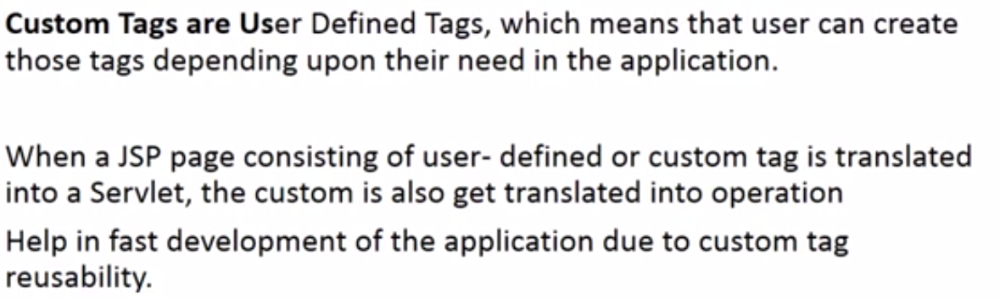 Custom Tags are User Defined Tags, which means that user can create
those tags depending upon their need in the application.
When a JSP page consisting of user- defined or custom tag is translated
into a Servlet, the custom is also get translated into operation
Help in fast development of the application due to custom tag
reusability.